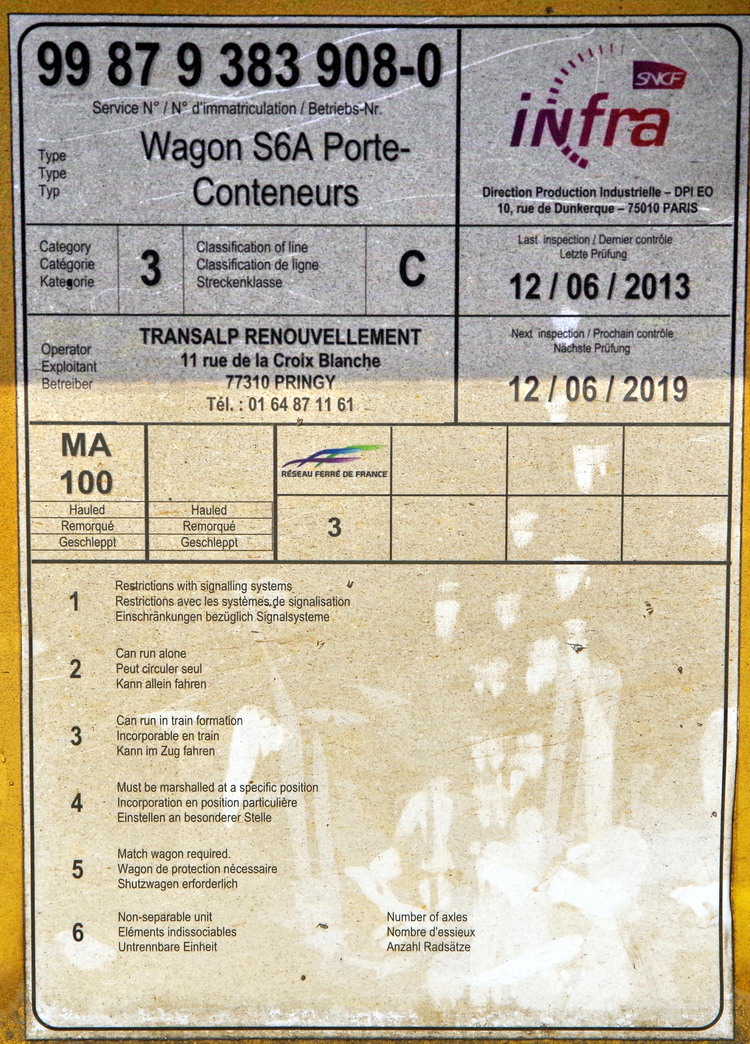 99 87 9 383 908-0
Service N° / N° d'immatriculation / Betriebs-Nr.
Type
Type
Typ
Wagon S6A Porte-
Conteneurs
SNCF
infra
Direction Production Industrielle – DPI EO
10, rue de Dunkerque – 75010 PARIS
Category
Catégorie
Kategorie
3
Classification of line
Classification de ligne
Streckenklasse
C
Last inspection / Dernier contrôle
Letzte Prüfung
12 / 06 / 2013
Operator
Exploitant
Betreiber
TRANSALP RENOUVELLEMENT
11 rue de la Croix Blanche
77310 PRINGY
Tél. : 01 64 87 11 61
Next inspection / Prochain contrôle
Nächste Prüfung
12 / 06 / 2019
MA
100
Hauled
Remorqué
Geschleppt
Hauled
Remorqué
Geschleppt
RÉSEAU FERRÉ DE FRANCE
3
1
Restrictions with signalling systems
Restrictions avec les systèmes de signalisation
Einschränkungen bezüglich Signalsysteme
2
Can run alone
Peut circuler seul
Kann allein fahren
3
Can run in train formation
Incorporable en train
Kann im Zug fahren
4
Must be marshalled at a specific position
Incorporation en position particulière
Einstellen an besonderer Stelle
5
Match wagon required.
Wagon de protection nécessaire
Shutzwagen erforderlich
6
Non-separable unit
Eléments indissociables
Untrennbare Einheit
Number of axles
Nombre d'essieux
Anzahl Radsätze